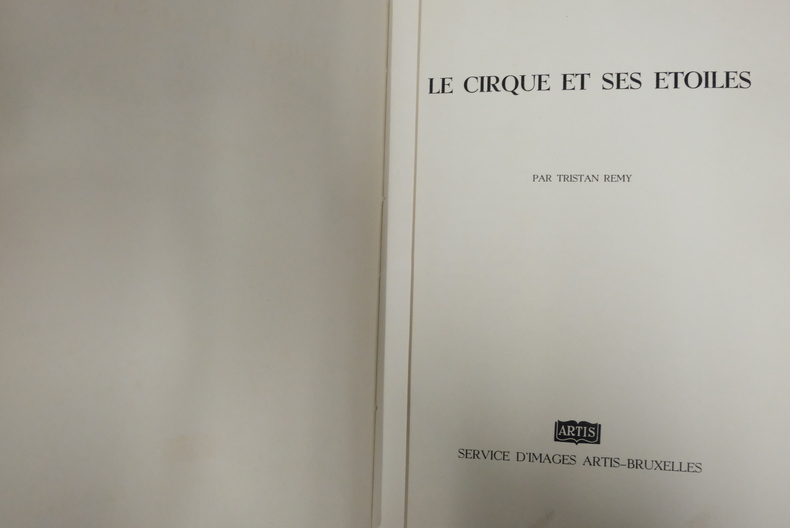 LE CIRQUE ET SES ETOILES
PAR TRISTAN REMY
ARTIS
SERVICE D'IMAGES ARTIS-BRUXELLES